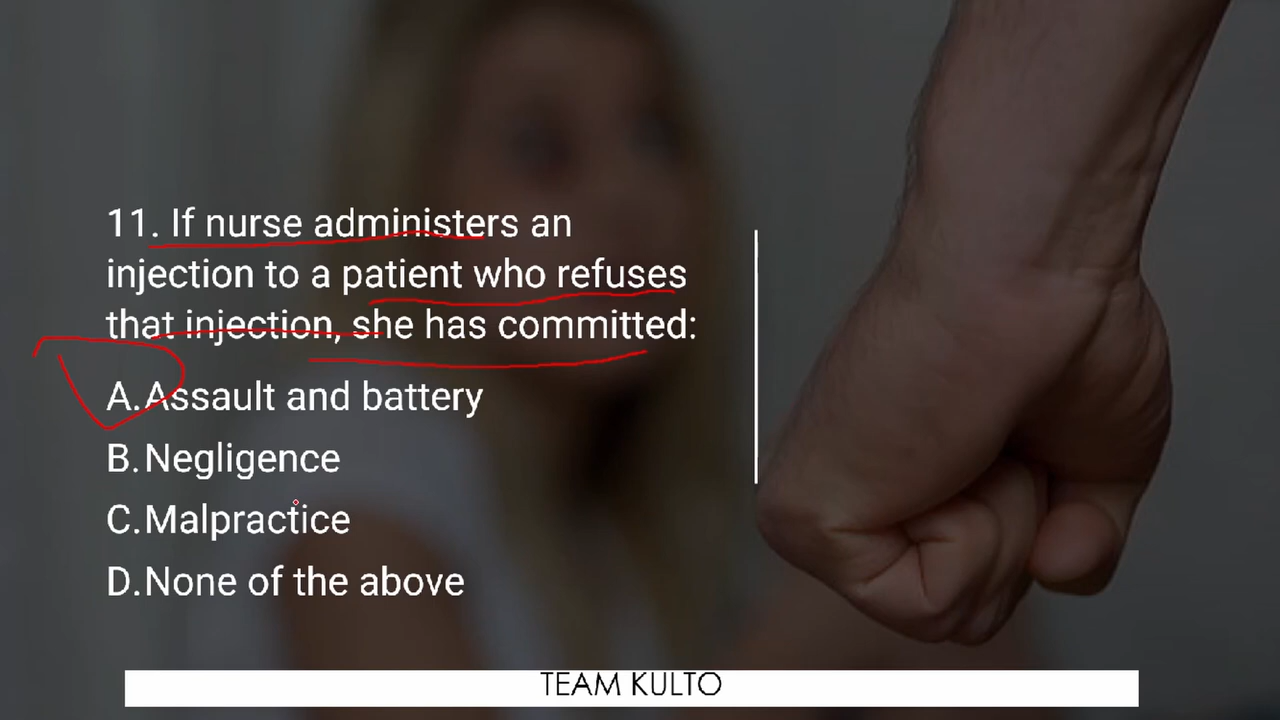 11. If nurse administers an
injection to a patient who refuses
that injection, she has committed:
A. Assault and battery
B. Negligence
C. Malpractice
D. None of the above
TEAM KULTO